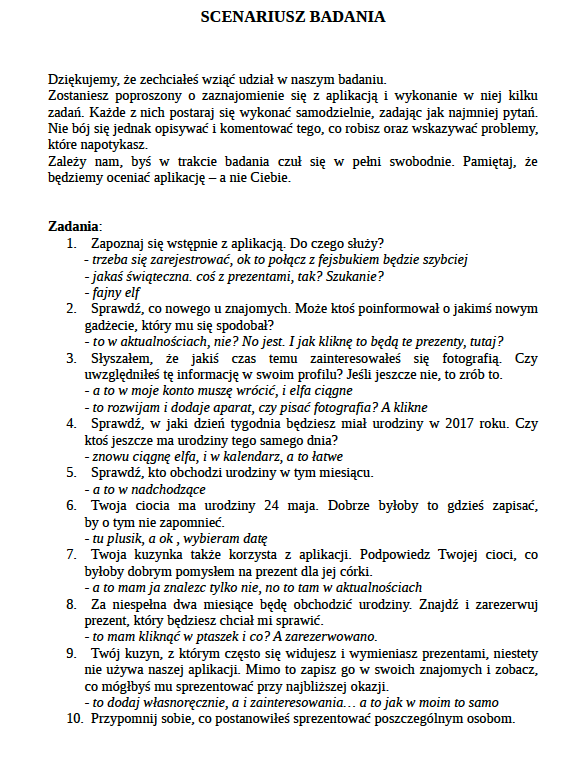 SCENARIUSZ BADANIA
Dziękujemy, że zechciałeś wziąć udział w naszym badaniu.
Zostaniesz poproszony o zaznajomienie się z aplikacją i wykonanie w niej kilku
zadań. Każde z nich postaraj się wykonać samodzielnie, zadając jak najmniej pytań.
Nie bój się jednak opisywać i komentować tego, co robisz oraz wskazywać problemy,
które napotykasz.
Zależy nam, byś w trakcie badania czuł się w pełni swobodnie. Pamiętaj, że
będziemy oceniać aplikację – a nie Ciebie.
Zadania:
1. Zapoznaj się wstępnie z aplikacją. Do czego służy?
- trzeba się zarejestrować, ok to połącz z fejsbukiem będzie szybciej
- jakaś świąteczna. coś z prezentami, tak? Szukanie?
- fajny elf
2. Sprawdź, co nowego u znajomych. Może ktoś poinformował o jakimś nowym
gadżecie, który mu się spodobał?
- to w aktualnościach, nie? No jest. I jak kliknę to będą te prezenty, tutaj?
3. Słyszałem, że jakiś czas temu zainteresowałeś się fotografią. Czy
uwzględniłeś tę informację w swoim profilu? Jeśli jeszcze nie, to zrób to.
- a to w moje konto muszę wrócić, i elfa ciągne
- to rozwijam i dodaje aparat, czy pisać fotografia? A klikne
4. Sprawdź, w jaki dzień tygodnia będziesz miał urodziny w 2017 roku. Czy
ktoś jeszcze ma urodziny tego samego dnia?
- znowu ciągnę elfa, i w kalendarz, a to łatwe
5. Sprawdź, kto obchodzi urodziny w tym miesiącu.
- a to w nadchodzące
6. Twoja ciocia ma urodziny 24 maja. Dobrze byłoby to gdzieś zapisać,
by o tym nie zapomnieć.
- tu plusik, a ok , wybieram datę
7. Twoja kuzynka także korzysta z aplikacji. Podpowiedz Twojej cioci, co
byłoby dobrym pomysłem na prezent dla jej córki.
- a to mam ja znalezc tylko nie, no to tam w aktualnościach
8. Za niespełna dwa miesiące będę obchodzić urodziny. Znajdź i zarezerwuj
prezent, który będziesz chciał mi sprawić.
- to mam kliknąć w ptaszek i co? A zarezerwowano.
9. Twój kuzyn, z którym często się widujesz i wymieniasz prezentami, niestety
nie używa naszej aplikacji. Mimo to zapisz go w swoich znajomych i zobacz,
co mógłbyś mu sprezentować przy najbliższej okazji.
- to dodaj własnoręcznie, a i zainteresowania… a to jak w moim to samo
10. Przypomnij sobie, co postanowiłeś sprezentować poszczególnym osobom.